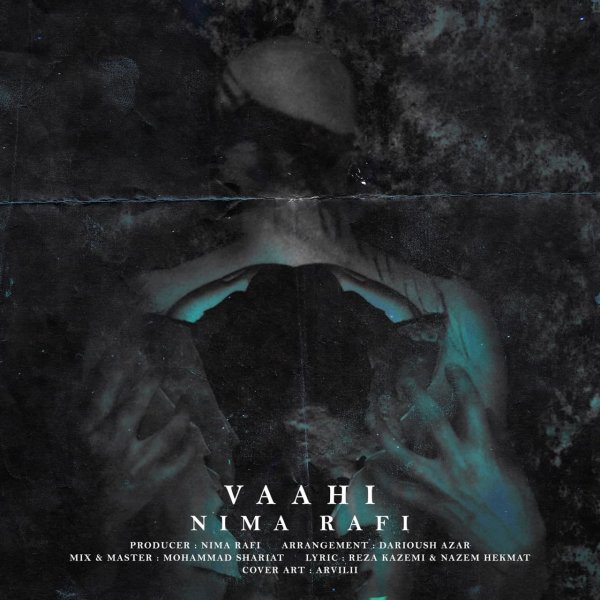 VAAHI
NIMA RAFI
PRODUCER : NIMA RAFI ARRANGEMENT : DARIOUSH AZAR
MIX & MASTER : MOHAMMAD SHARIAT LYRIC : REZA KAZEMI & NAZEM HEKMAT
COVER ART : ARVILII